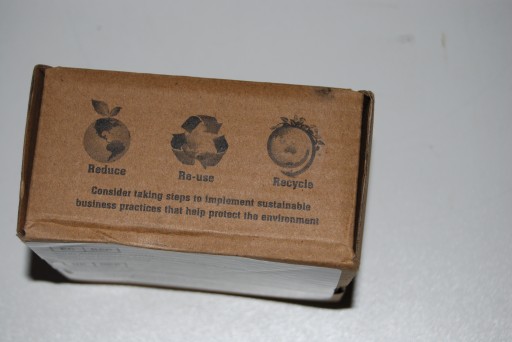 Reduce
Re-use
Recycle
Consider taking steps to implement sustainable
business practices that help protect the environment